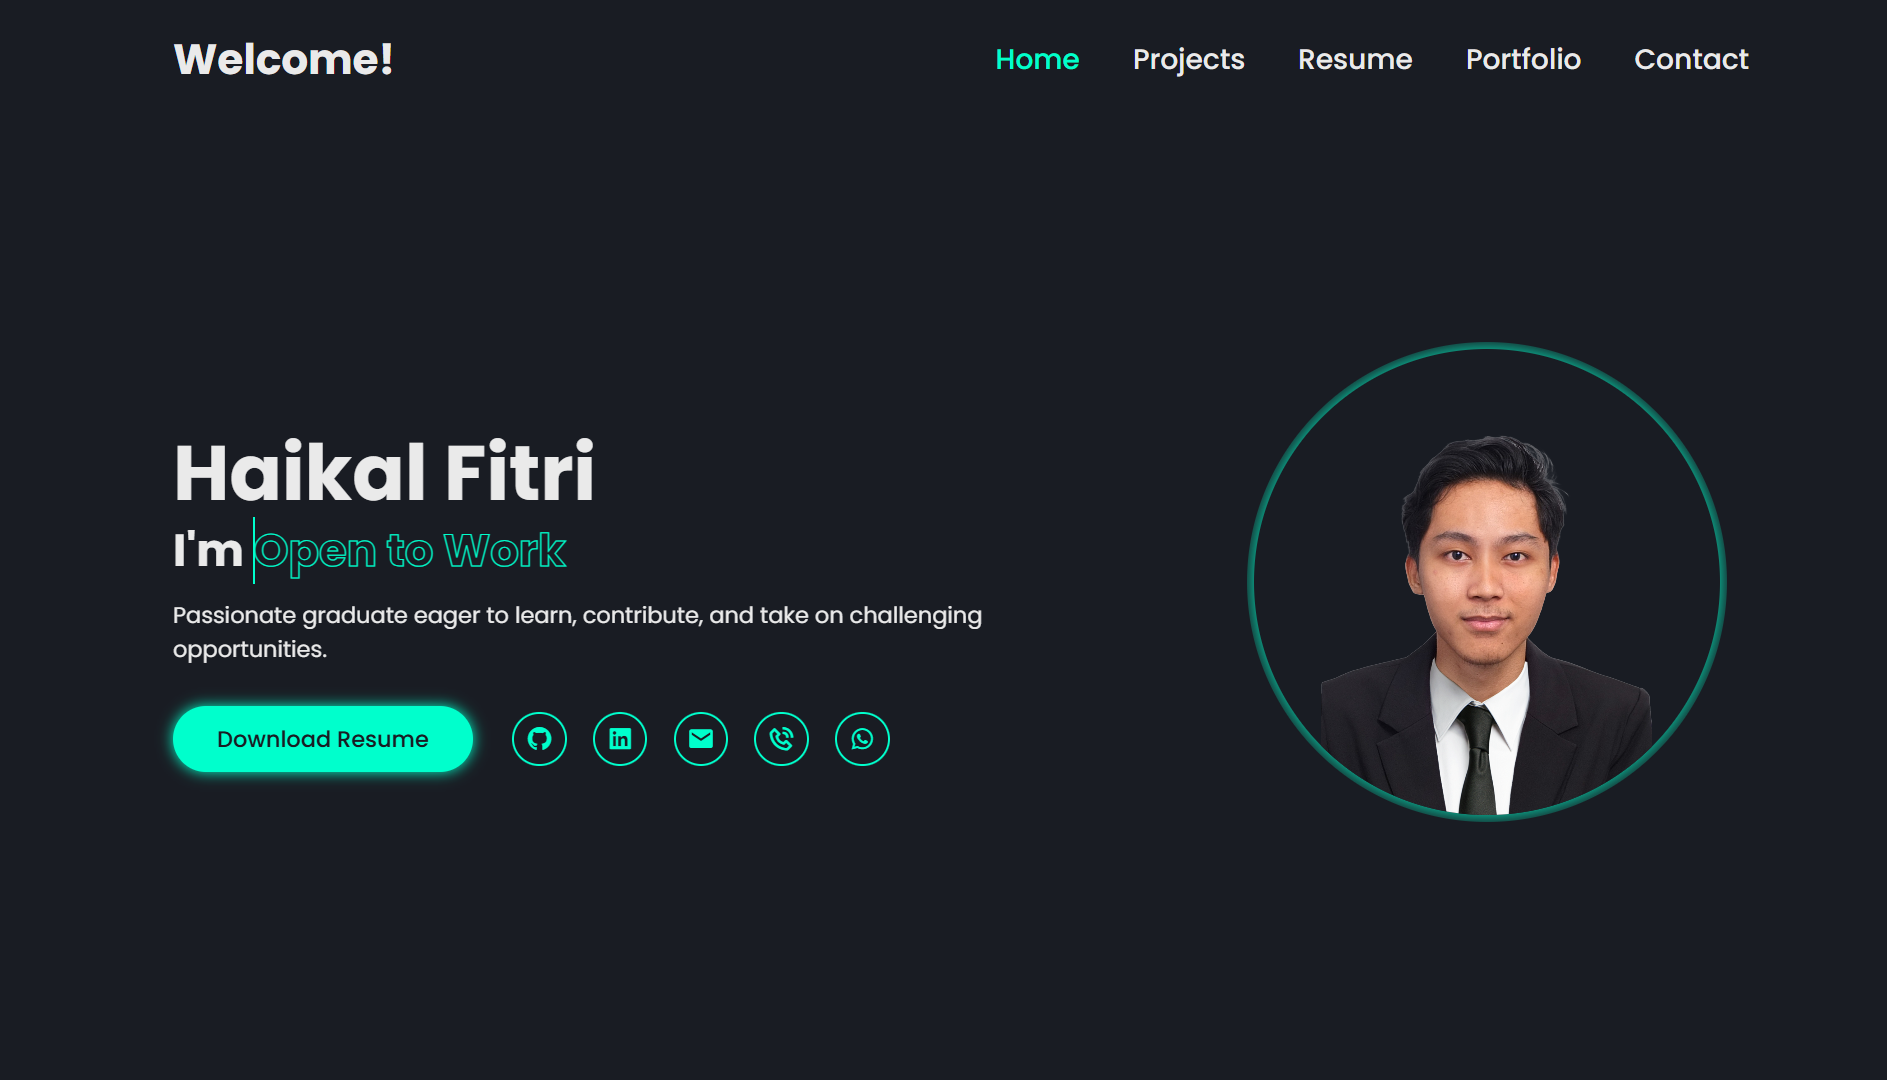 Welcome!
Home Projects Resume Portfolio Contact
Haikal Fitri
I'm Open to Work
Passionate graduate eager to learn, contribute, and take on challenging
opportunities.
Download Resume
in